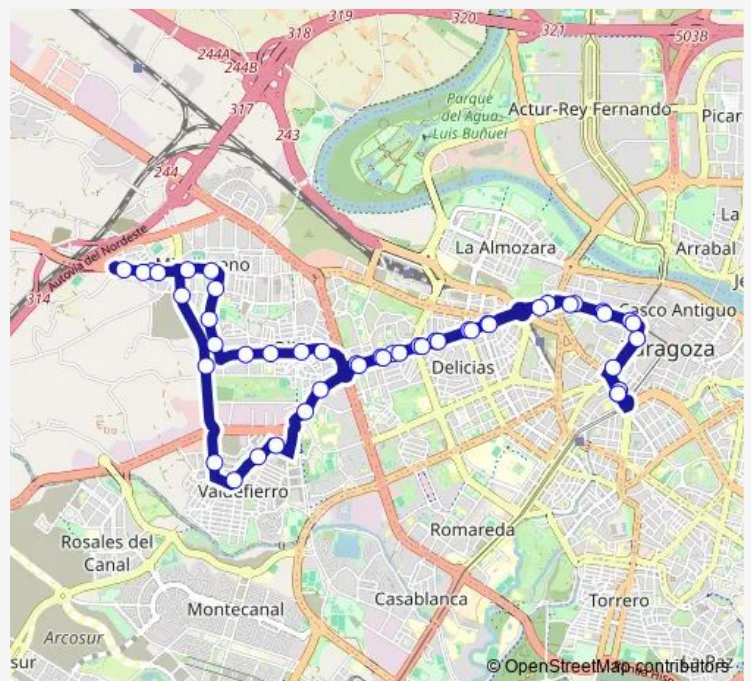 319
320
318
321
503B
244A
244B
317
243
Parque
del Agua
Luis Buñuel
Actur-Rey Fernando
Picar
244
La
La Almozara
Arrabal
Autovía del Nordeste
314
Casco Antiguo
Delicias
Valdefierro
Rosales del
Canal
Romareda
Montecanal
Casablanca
Torrero
Arcosur
sur
© OpenStreetMap contributors